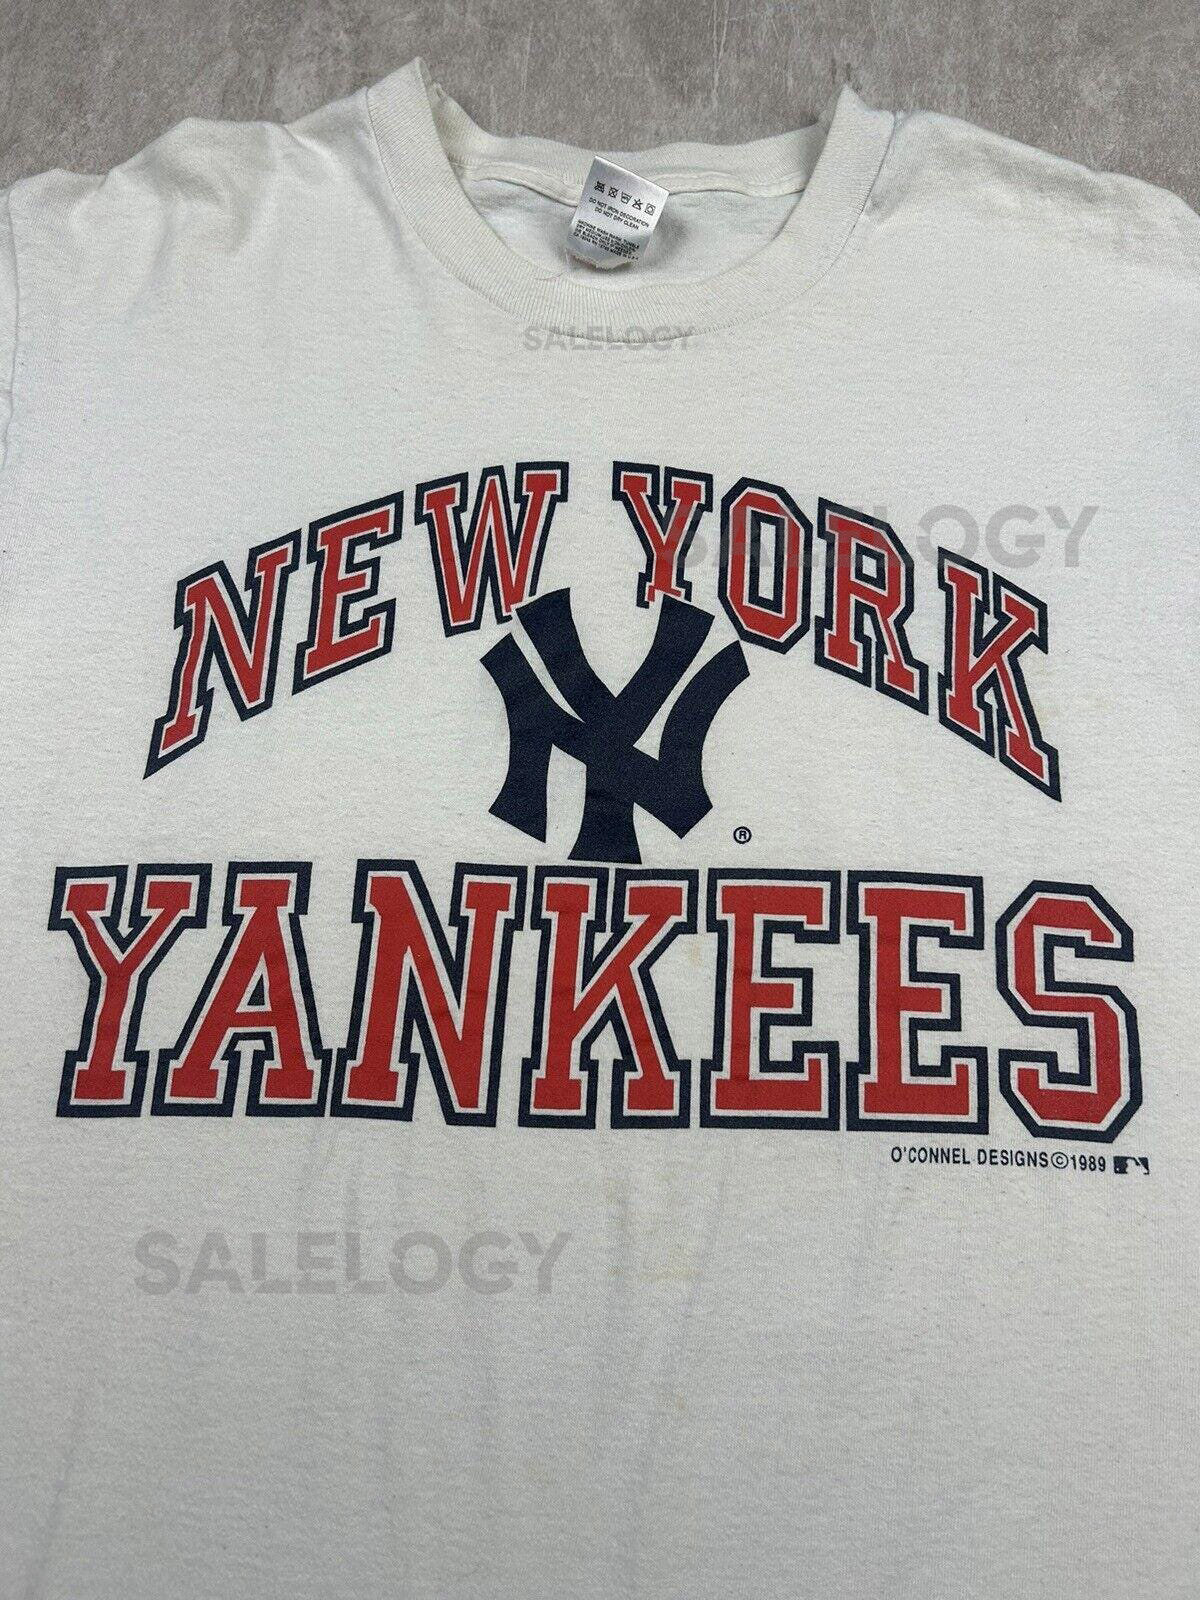 DO NOT IRON DECORATION
DO NOT DRY CLEAN
SALELOGY
NEW YORK
SALELOGY
NY
®
YANKEES
O'CONNEL DESIGNS©1989
SALELOGY